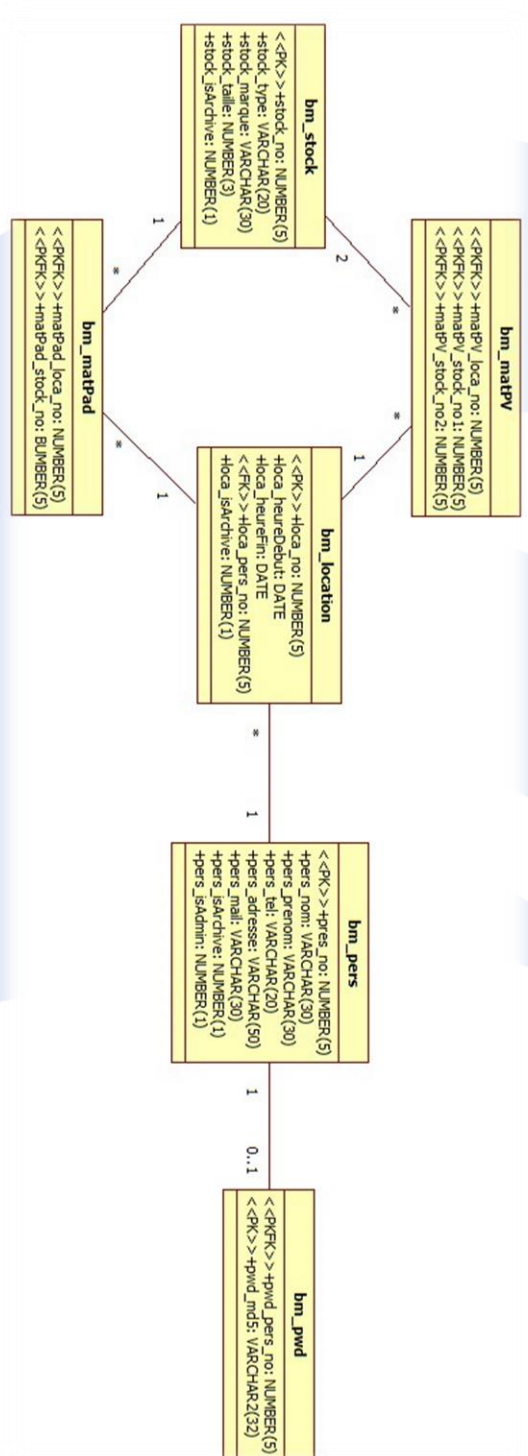 bm_stock
<<PK>>+stock_no: NUMBER(5)
+stock_type: VARCHAR(20)
+stock_marque: VARCHAR(30)
+stock_taille: NUMBER(3)
+stock_isArchive: NUMBER(1)
2
*
bm_matPV
<<PKFK>>+matPV_loca_no: NUMBER(5)
<<PKFK>>+matPV_stock_no1: NUMBER(5)
<<PKFK>>+matPV_stock_no2: NUMBER(5)
1
*
bm_matPad
<<PKFK>>+matPad_loca_no: NUMBER(5)
<<PKFK>>+matPad_stock_no: BUMBER(5)
*
1
*
1
bm_location
<<PK>>+loca_no: NUMBER(5)
+loca_heureDebut: DATE
+loca_heureFin: DATE
<<FK>>+loca_pers_no: NUMBER(5)
+loca_isArchive: NUMBER(1)
*
1
bm_pers
<<PK>>+pres_no: NUMBER(5)
+pers_nom: VARCHAR(30)
+pers_prenom: VARCHAR(30)
+pers_tel: VARCHAR(20)
+pers_adresse: VARCHAR(50)
+pers_mail: VARCHAR(30)
+pers_isArchive: NUMBER(1)
+pers_isAdmin: NUMBER(1)
1
0..1
bm_pwd
<<PKFK>>+pwd_pers_no: NUMBER(5)
<<PK>>+pwd_md5: VARCHAR2(32)